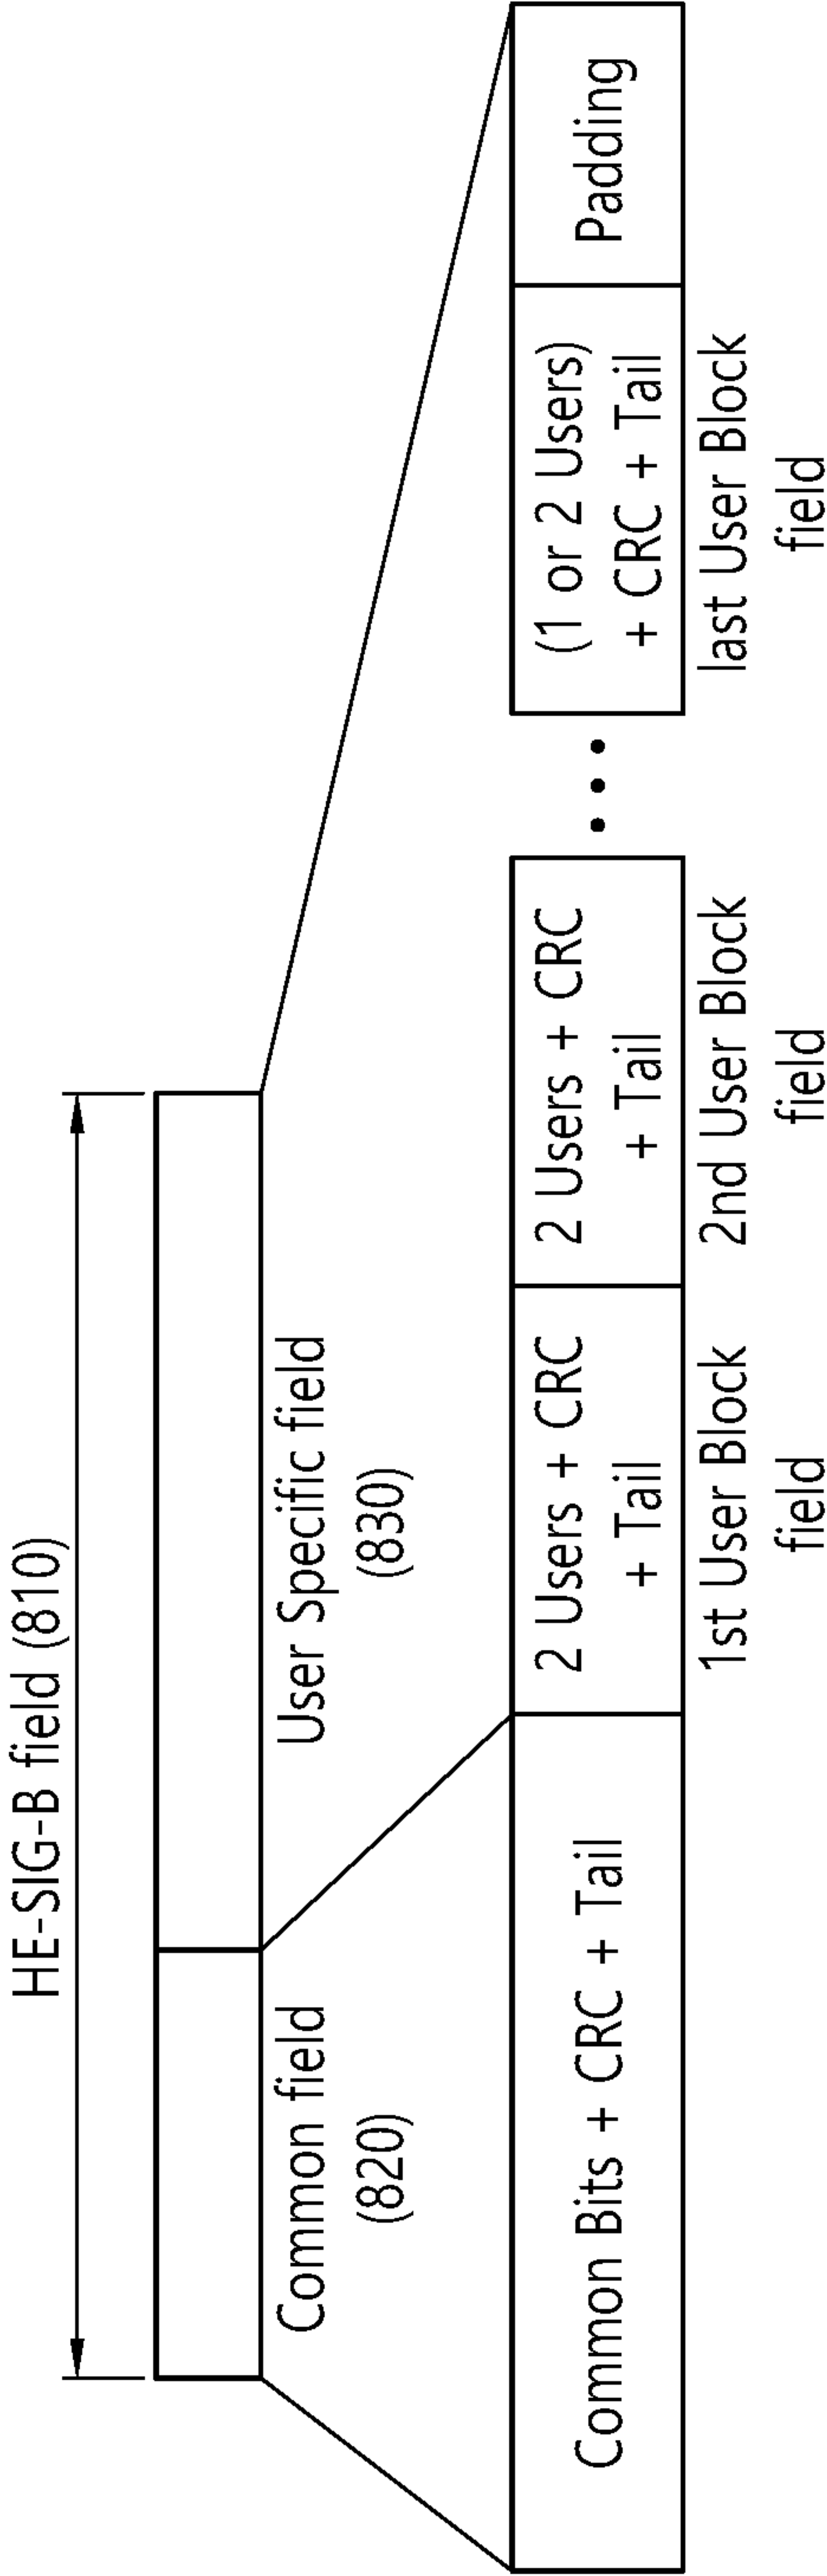 HE-SIG-B field (810)
Common field
(820)
User Specific field
(830)
Common Bits + CRC + Tail
2 Users + CRC
+ Tail
2 Users + CRC
+ Tail
(1 or 2 Users)
+ CRC + Tail
Padding
1st User Block
field
2nd User Block
field
last User Block
field